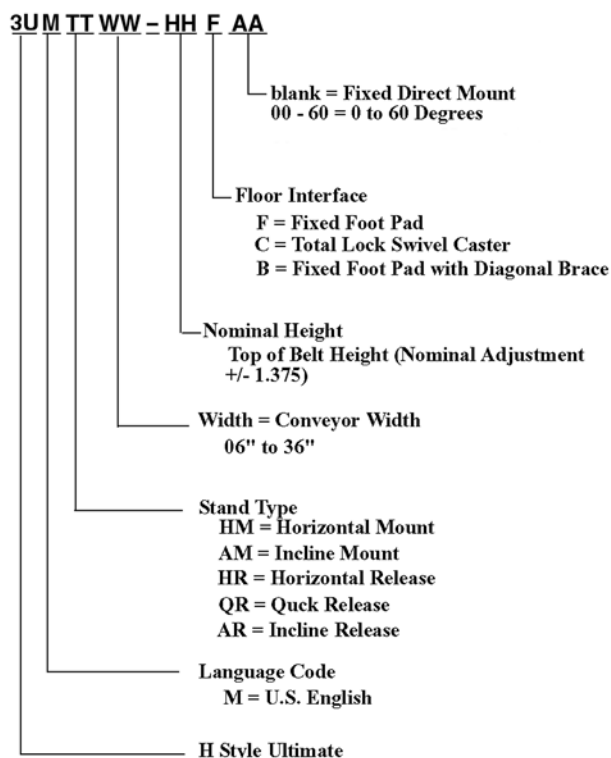 3U M TT WW - HH F AA
blank = Fixed Direct Mount
00 - 60 = 0 to 60 Degrees
Floor Interface
F = Fixed Foot Pad
C = Total Lock Swivel Caster
B = Fixed Foot Pad with Diagonal Brace
Nominal Height
Top of Belt Height (Nominal Adjustment
+/- 1.375)
Width = Conveyor Width
06" to 36"
Stand Type
HM = Horizontal Mount
AM = Incline Mount
HR = Horizontal Release
QR = Quck Release
AR = Incline Release
Language Code
M = U.S. English
H Style Ultimate